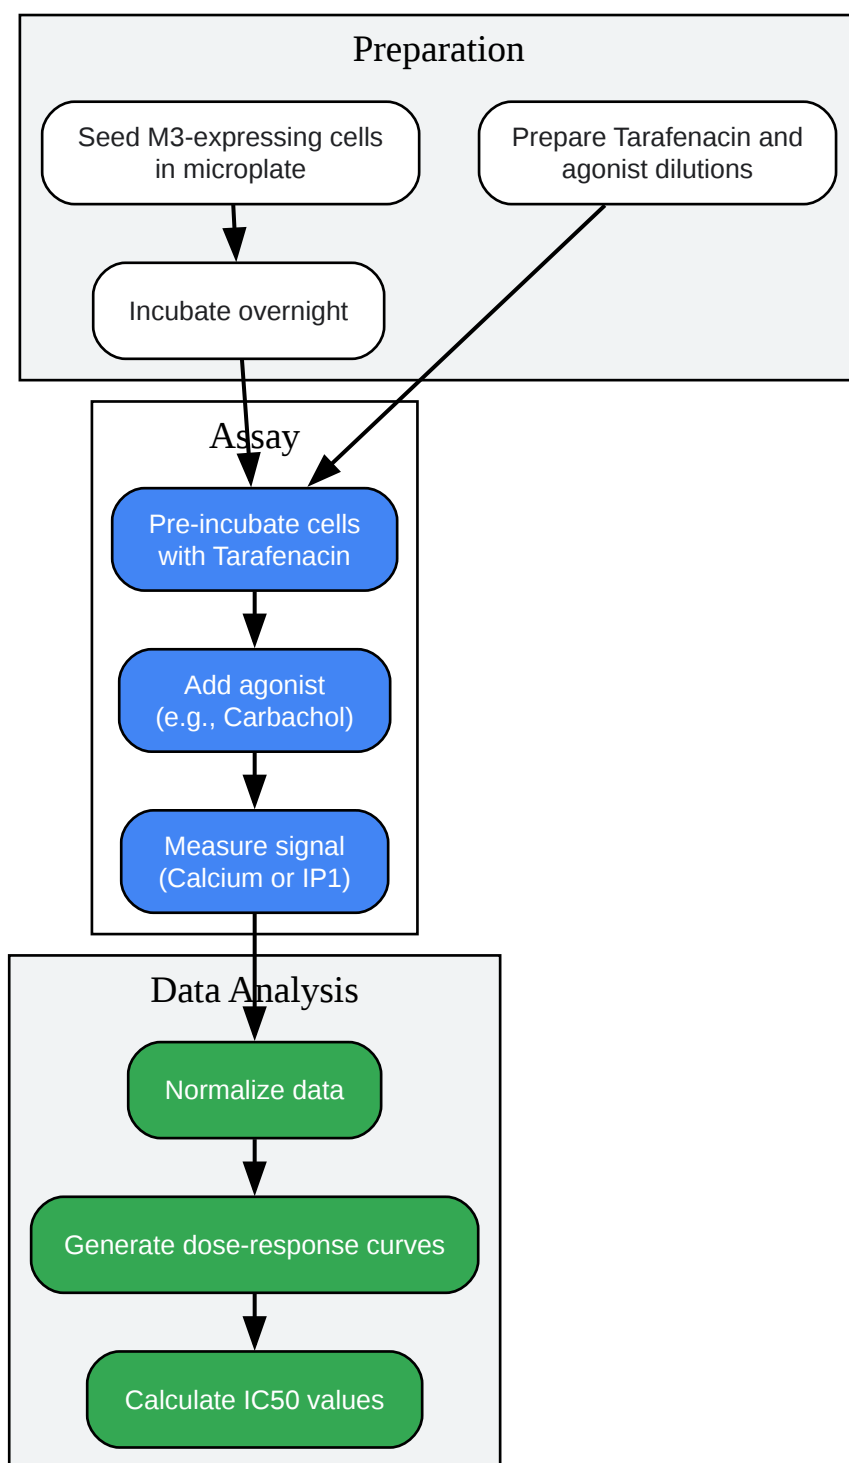 Preparation
Seed M3-expressing cells
in microplate
Prepare Tarafenacin and
agonist dilutions
Incubate overnight
Assay
Pre-incubate cells
with Tarafenacin
Add agonist
(e.g., Carbachol)
Measure signal
(Calcium or IP1)
Data Analysis
Normalize data
Generate dose-response curves
Calculate IC50 values